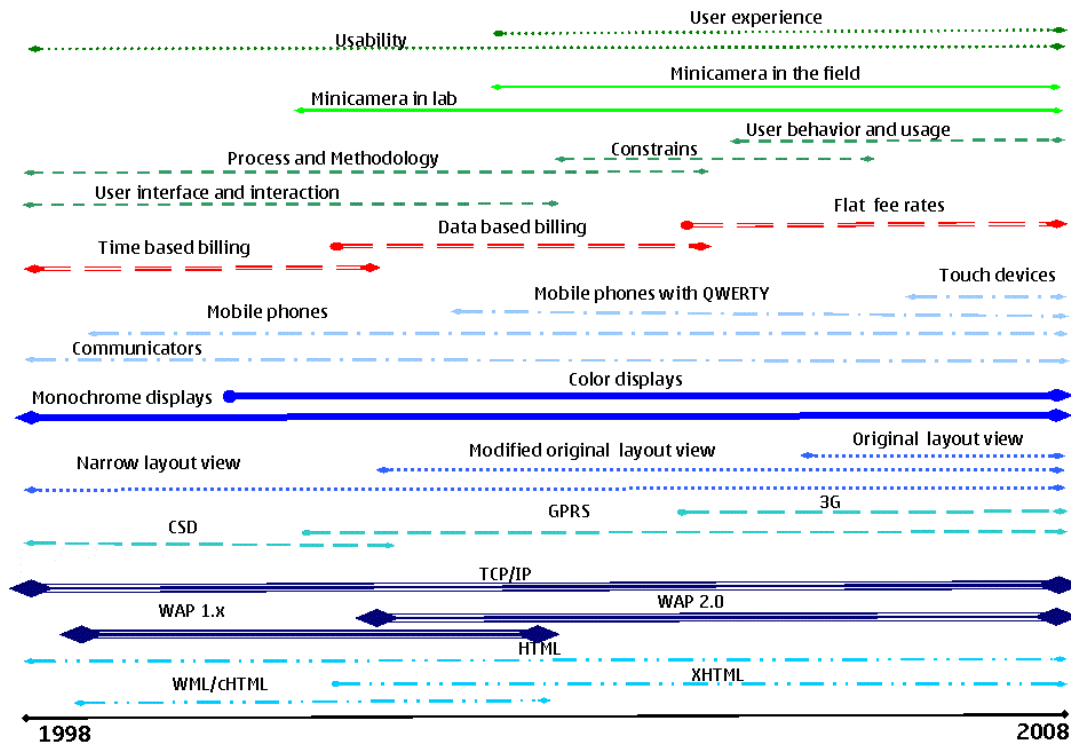 User experience
Usability
Minicamera in the field
Minicamera in lab
User behavior and usage
Constrains
Process and Methodology
User interface and interaction
Flat fee rates
Data based billing
Time based billing
Touch devices
Mobile phones with QWERTY
Mobile phones
Communicators
Color displays
Monochrome displays
Original layout view
Modified original layout view
Narrow layout view
3G
GPRS
CSD
TCP/IP
WAP 2.0
WAP 1.x
HTML
XHTML
WML/cHTML
1998
2008